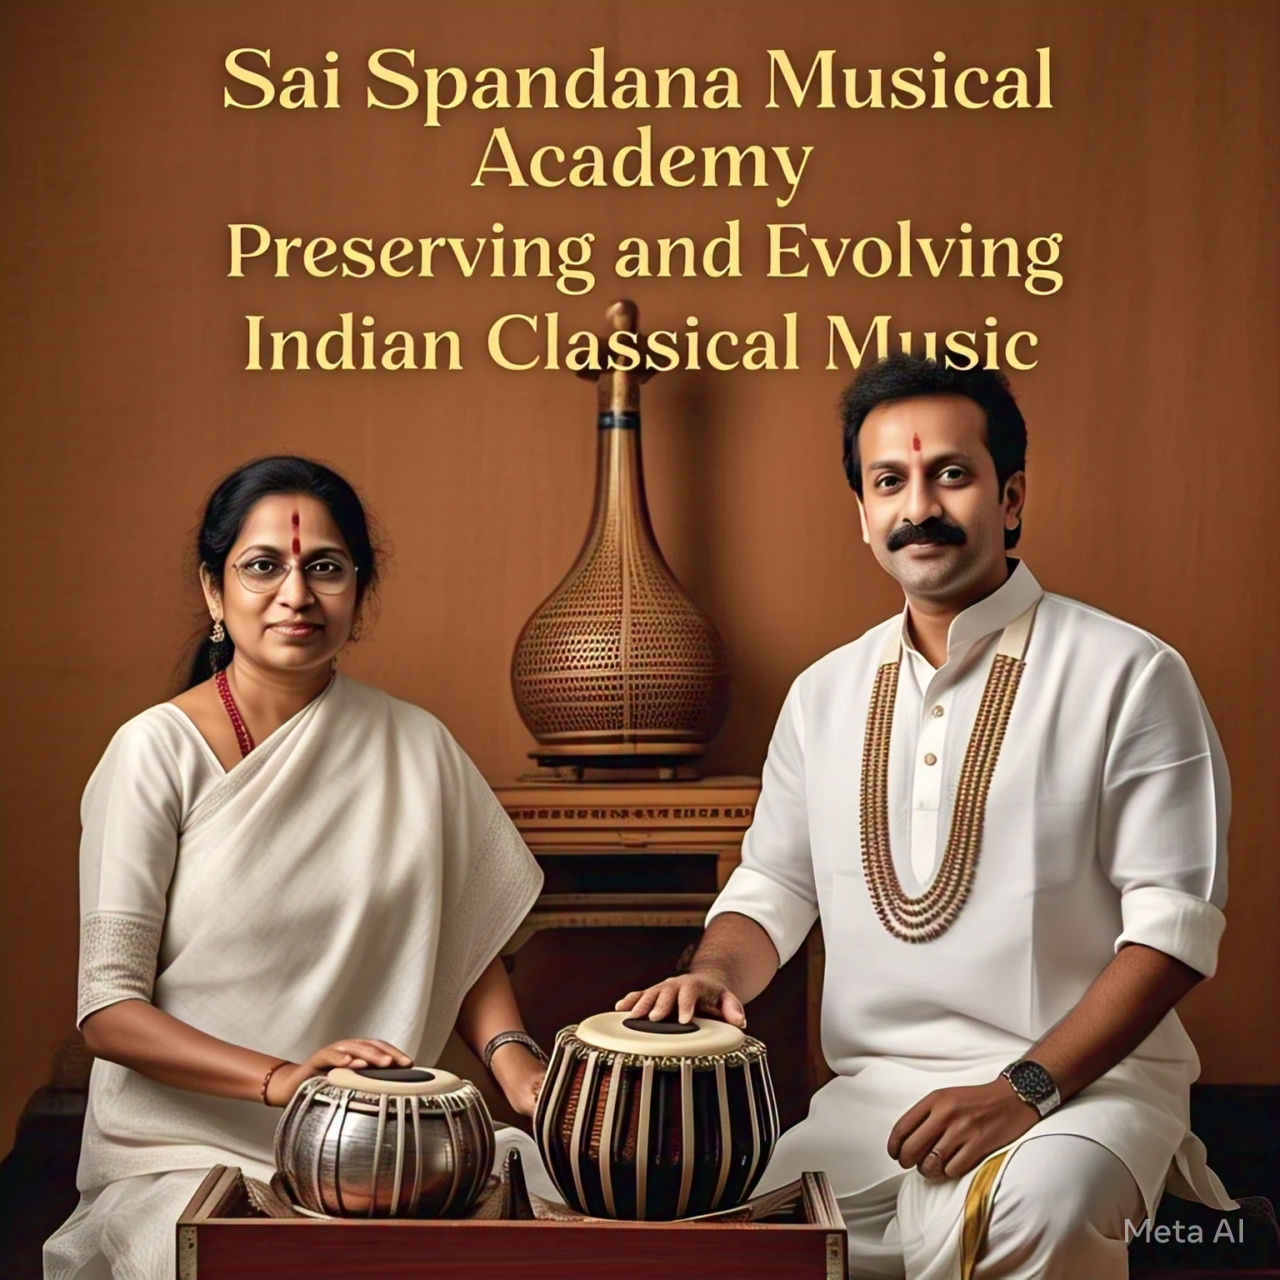 Sai Spandana Musical
Academy
Preserving and Evolving
Indian Classical Music
Meta AI